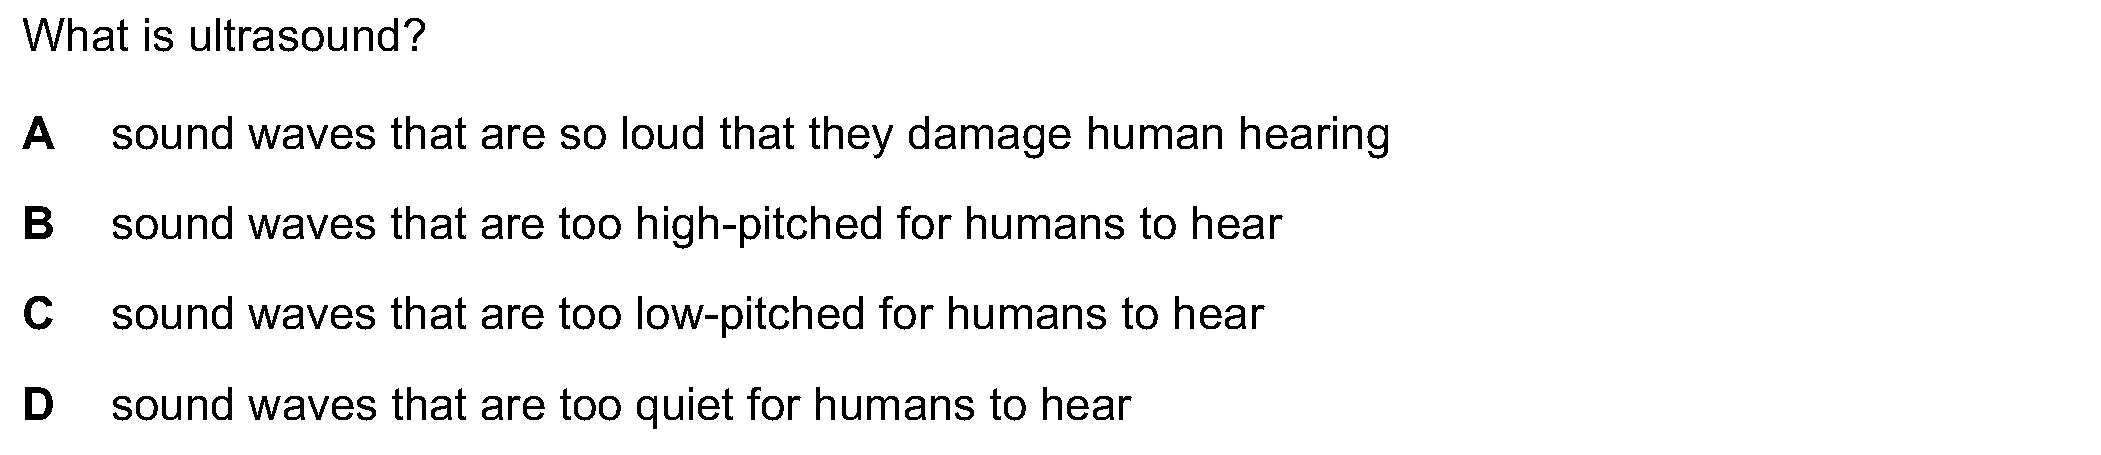 What is ultrasound?
A sound waves that are so loud that they damage human hearing
B sound waves that are too high-pitched for humans to hear
C sound waves that are too low-pitched for humans to hear
D sound waves that are too quiet for humans to hear